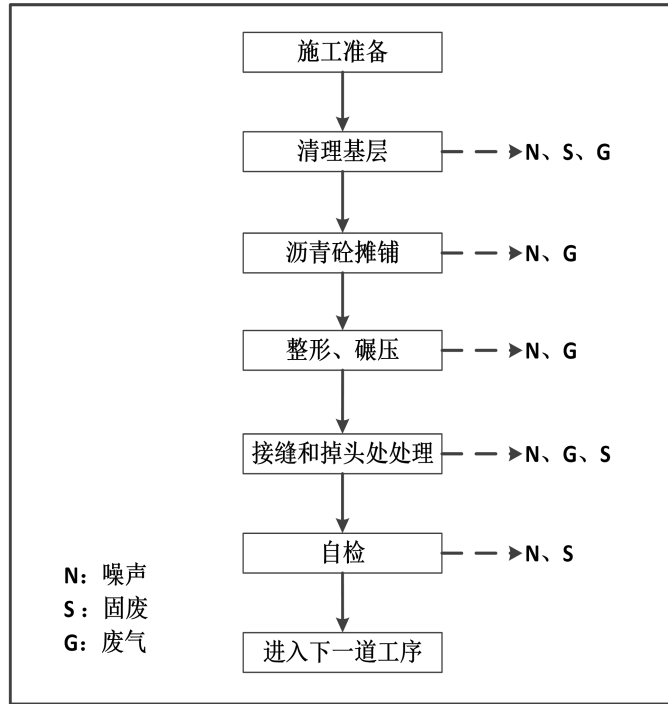 施工准备
清理基层
N、S、G
沥青砼摊铺
N、G
整形、碾压
N、G
接缝和掉头处处理
N、G、S
自检
N、S
N：噪声
S：固废
G：废气
进入下一道工序